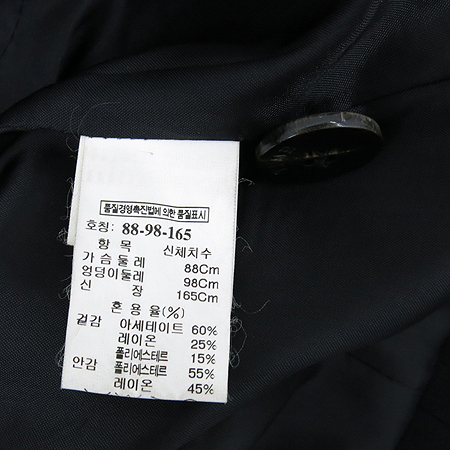 품질경영촉진법에 의한 품질표시
호칭: 88-98-165
항 목 신체치수
가 슴 둘 레 88Cm
엉덩이둘레 98Cm
신 장 165Cm
혼 용 율(%)
겉감 아세테이트 60%
레이온 25%
폴리에스테르 15%
안감 폴리에스테르 55%
레이온 45%